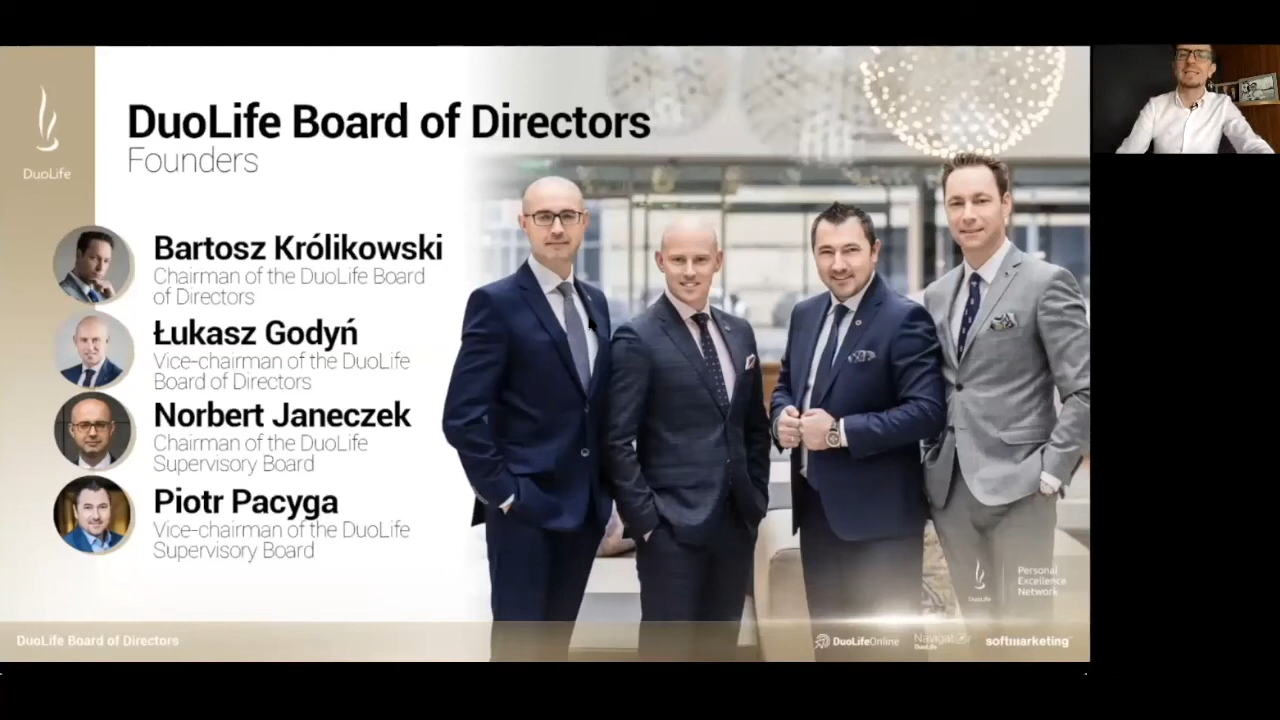 DuoLife Board of Directors
Founders
DuoLife
Bartosz Królikowski
Chairman of the DuoLife Board
of Directors
Łukasz Godyń
Vice-chairman of the DuoLife
Board of Directors
Norbert Janeczek
Chairman of the DuoLife
Supervisory Board
Piotr Pacyga
Vice-chairman of the DuoLife
Supervisory Board
DuoLife
Personal
Excellence
Network
DuoLife Board of Directors
DuoLifeOnline
Navigator
DuoLife
softmarketing